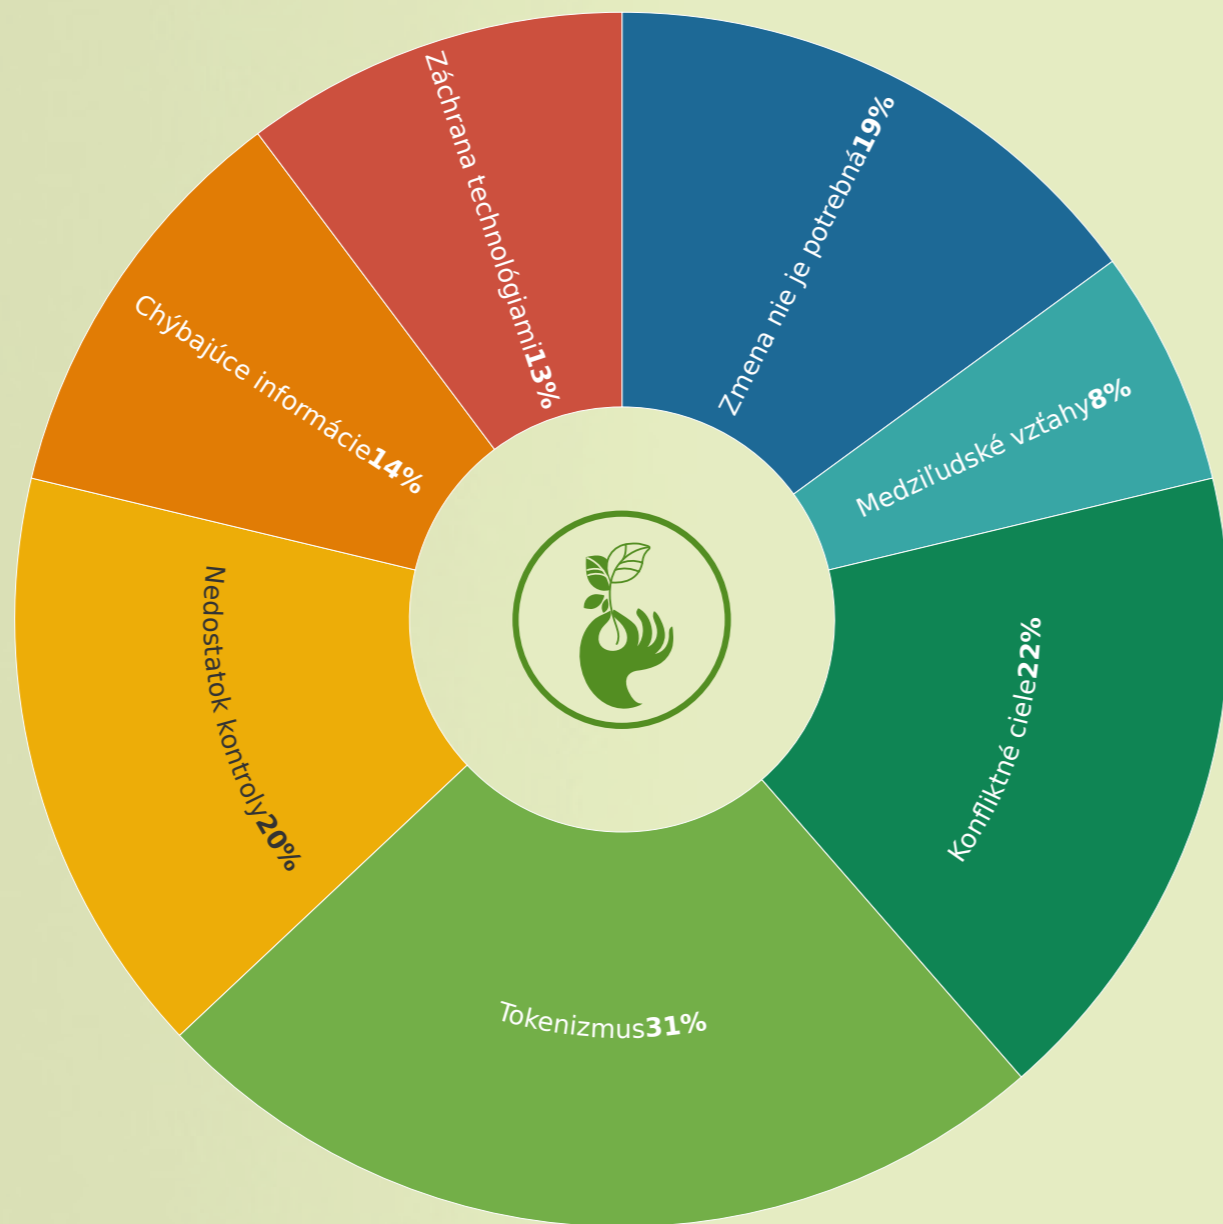 Zmena nie je potrebná19%
Medziľudské vzťahy8%
Konfliktné ciele22%
Tokenizmus31%
Nedostatok kontroly20%
Chýbajúce informácie14%
Záchrana technológiami13%